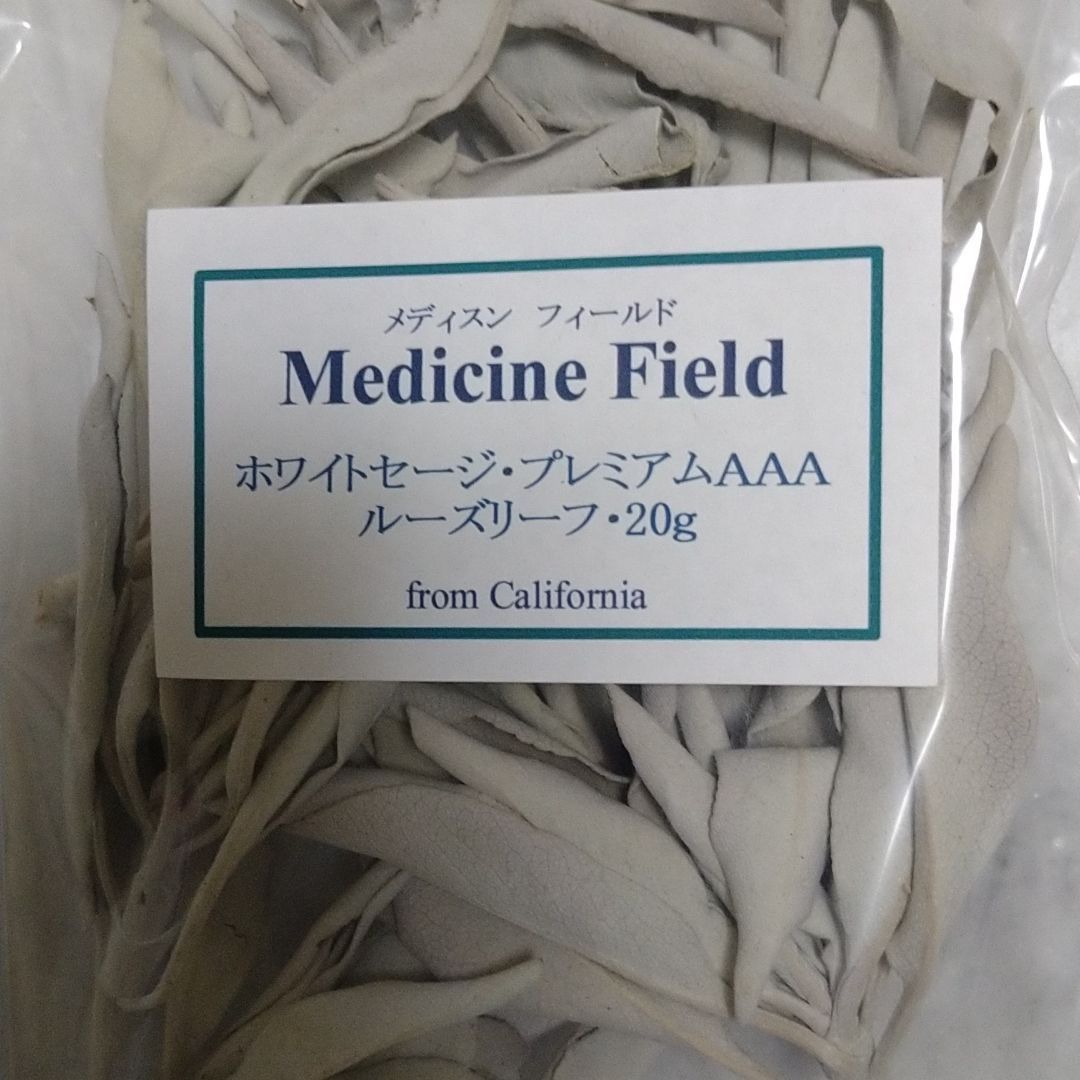 メディスン フィールド
Medicine Field
ホワイトセージ・プレミアムAAA
ルーズリーフ・20g
from California